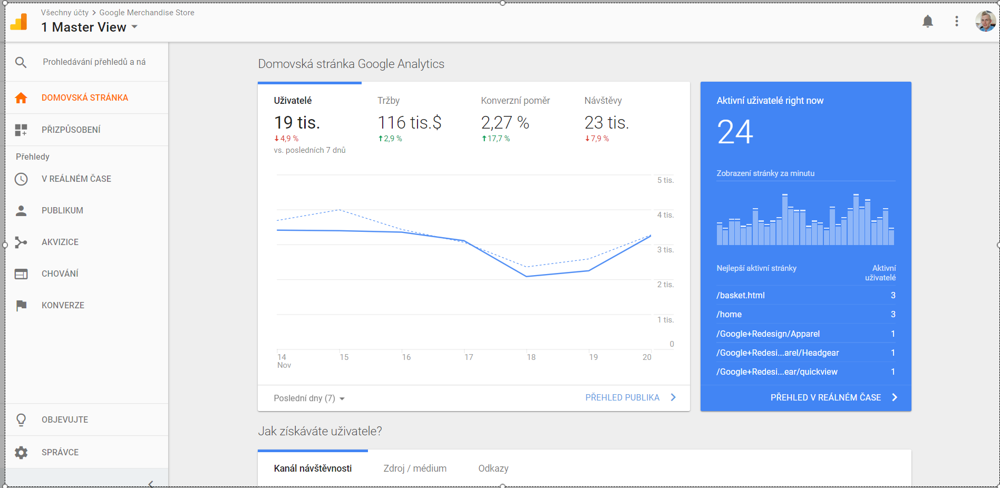 Všechny účty > Google Merchandise Store
1 Master View
Prohledávání přehledů a ná
DOMOVSKÁ STRÁNKA
PŘIZPŮSOBENÍ
Přehledy
V REÁLNÉM ČASE
PUBLIKUM
AKVIZICE
CHOVÁNÍ
KONVERZE
OBJEVUJTE
SPRÁVCE
Domovská stránka Google Analytics
Uživatelé Tržby Konverzní poměr Návštěvy
19 tis. 116 tis.$ 2,27 % 23 tis.
4,9 % 2,9 % 17,7 % 7,9 %
vs. posledních 7 dnů
5 tis.
4 tis.
3 tis.
2 tis.
1 tis.
0
14 15 16 17 18 19 20
Nov
Poslední dny (7) PŘEHLED PUBLIKA
Aktivní uživatelé right now
24
Zobrazení stránky za minutu
Nejlepší aktivní stránky Aktivní
uživatelé
/basket.html 3
/home 3
/Google+Redesign/Apparel 1
/Google+Redesi...arel/Headgear 1
/Google+Redesi...ear/quickview 1
PŘEHLED V REÁLNÉM ČASE
Jak získáváte uživatele?
Kanál návštěvnosti Zdroj / médium Odkazy